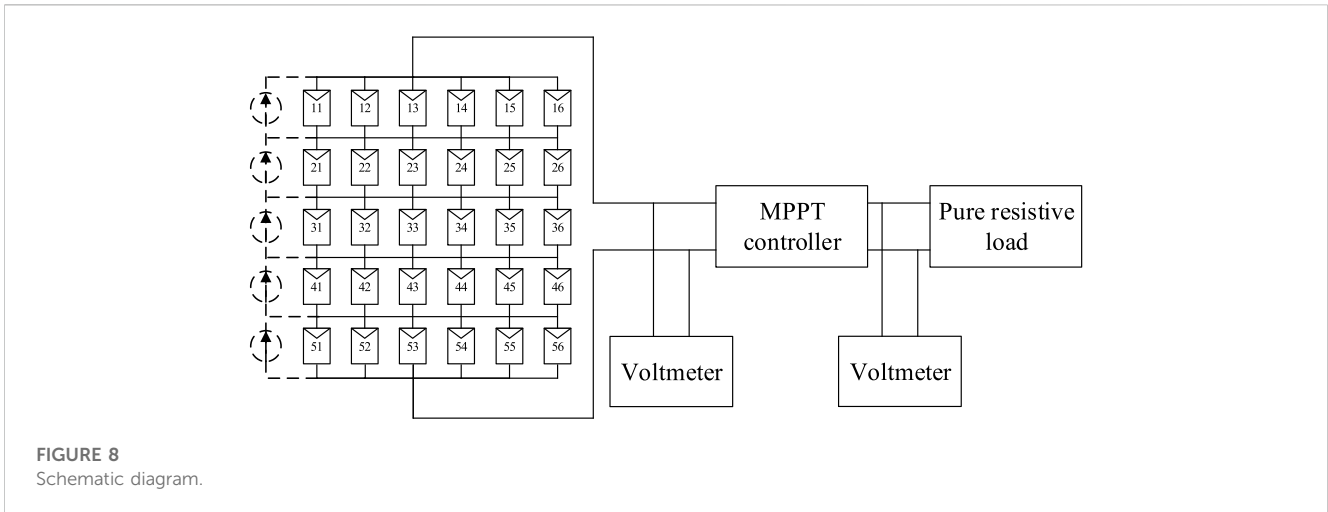 11 12 13 14 15 16
21 22 23 24 25 26
31 32 33 34 35 36
41 42 43 44 45 46
51 52 53 54 55 56
MPPT
controller
Pure resistive
load
Voltmeter
Voltmeter
FIGURE 8
Schematic diagram.